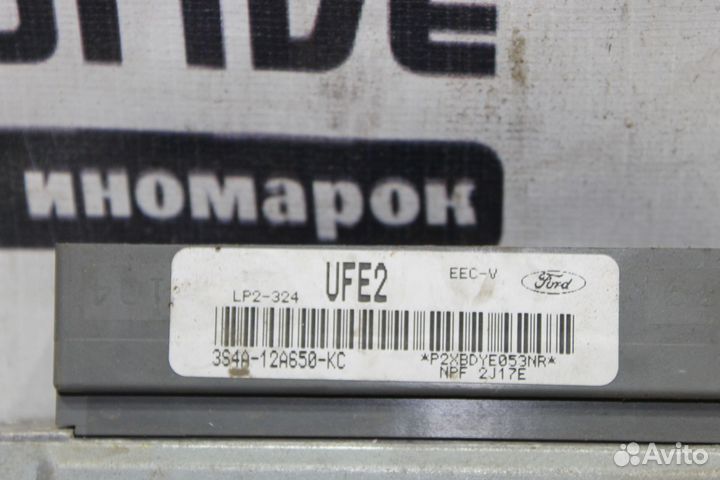 иномарок
UFE2
EEC-V
Ford
LP2-324
3S4A-12A650-KC
*P2XBDYE053NR*
NPF 2J17E
Avito